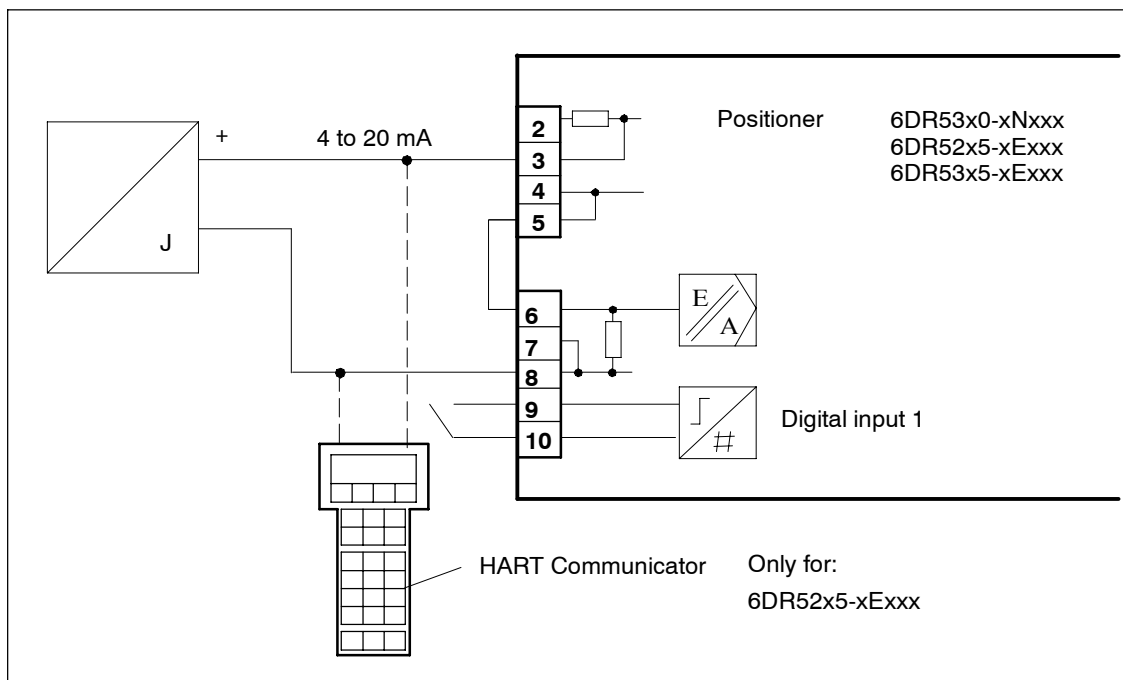 +
4 to 20 mA
J
2
3
4
5
6
7
8
9
10
Positioner
6DR53x0-xNxxx
6DR52x5-xExxx
6DR53x5-xExxx
E
A
Digital input 1
#
HART Communicator
Only for:
6DR52x5-xExxx